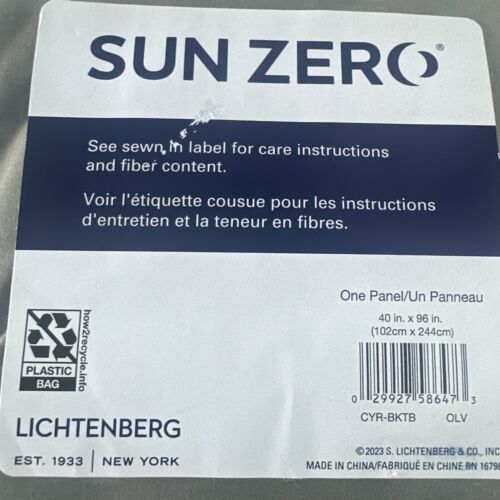 SUN ZERO®
See sewn in label for care instructions
and fiber content.
Voir l'étiquette cousue pour les instructions
d'entretien et la teneur en fibres.
One Panel/Un Panneau
40 in. x 96 in.
(102cm x 244cm)
how2recycle.info
PLASTIC
BAG
0 29927 58647 3
CYR-BKTB OLV
LICHTENBERG
EST. 1933 | NEW YORK
©2023 S. LICHTENBERG & CO., INC
MADE IN CHINA/FABRIQUÉ EN CHINE RN 16798